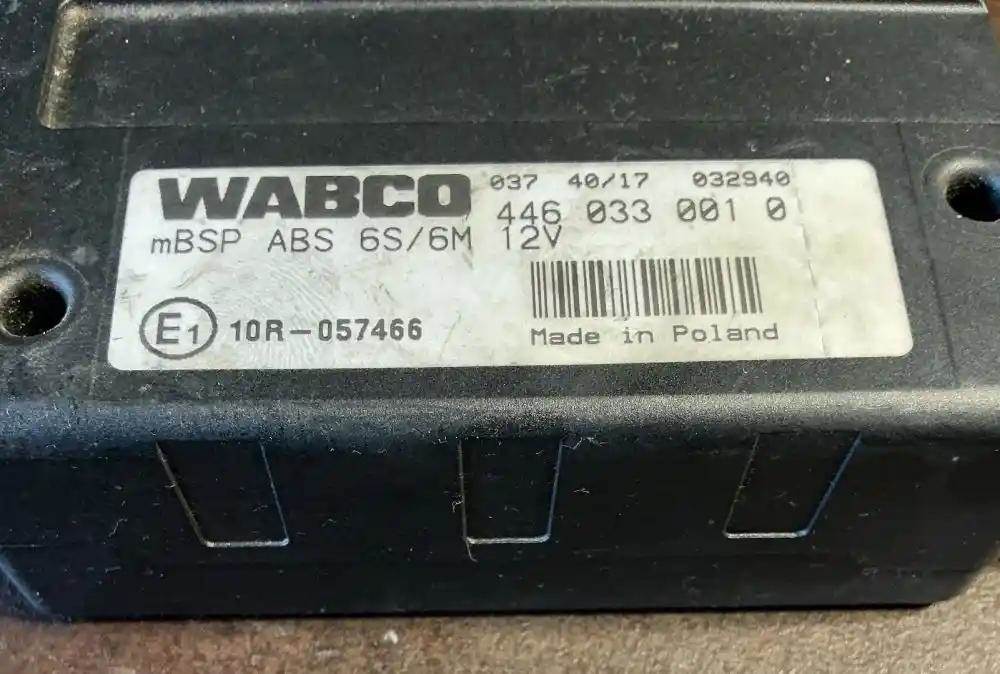 WABCO 037 40/17 032940
446 033 001 0
mBSP ABS 6S/6M 12V
E1 10R-057466
Made in Poland